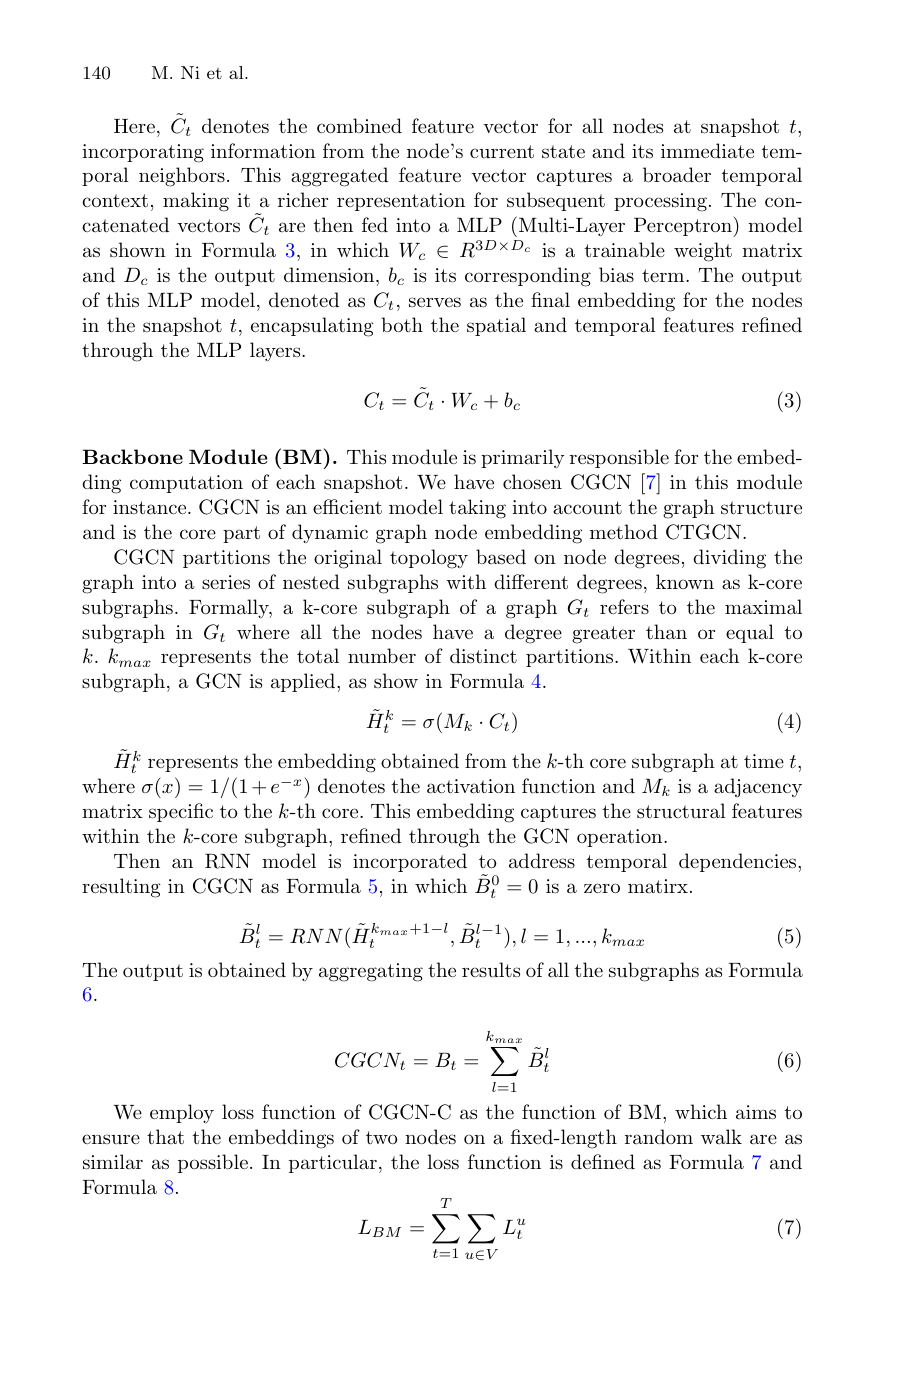 140 M. Ni et al.
Here, C̃_t denotes the combined feature vector for all nodes at snapshot t,
incorporating information from the node's current state and its immediate tem-
poral neighbors. This aggregated feature vector captures a broader temporal
context, making it a richer representation for subsequent processing. The con-
catenated vectors C̃_t are then fed into a MLP (Multi-Layer Perceptron) model
as shown in Formula 3, in which W_c ∈ R^{3D×D_c} is a trainable weight matrix
and D_c is the output dimension, b_c is its corresponding bias term. The output
of this MLP model, denoted as C_t, serves as the final embedding for the nodes
in the snapshot t, encapsulating both the spatial and temporal features refined
through the MLP layers.
C_t = C̃_t · W_c + b_c (3)
Backbone Module (BM). This module is primarily responsible for the embed-
ding computation of each snapshot. We have chosen CGCN [7] in this module
for instance. CGCN is an efficient model taking into account the graph structure
and is the core part of dynamic graph node embedding method CTGCN.
CGCN partitions the original topology based on node degrees, dividing the
graph into a series of nested subgraphs with different degrees, known as k-core
subgraphs. Formally, a k-core subgraph of a graph G_t refers to the maximal
subgraph in G_t where all the nodes have a degree greater than or equal to
k. k_{max} represents the total number of distinct partitions. Within each k-core
subgraph, a GCN is applied, as show in Formula 4.
H̃_t^k = σ(M_k · C_t) (4)
H̃_t^k represents the embedding obtained from the k-th core subgraph at time t,
where σ(x) = 1/(1 + e^{−x}) denotes the activation function and M_k is a adjacency
matrix specific to the k-th core. This embedding captures the structural features
within the k-core subgraph, refined through the GCN operation.
Then an RNN model is incorporated to address temporal dependencies,
resulting in CGCN as Formula 5, in which B̃_t^0 = 0 is a zero matirx.
B̃_t^l = RNN(H̃_t^{k_{max}+1−l}, B̃_t^{l−1}), l = 1, ..., k_{max} (5)
The output is obtained by aggregating the results of all the subgraphs as Formula
6.
CGCN_t = B_t = ∑_{l=1}^{k_{max}} B̃_t^l (6)
We employ loss function of CGCN-C as the function of BM, which aims to
ensure that the embeddings of two nodes on a fixed-length random walk are as
similar as possible. In particular, the loss function is defined as Formula 7 and
Formula 8.
L_{BM} = ∑_{t=1}^{T} ∑_{u∈V} L_t^u (7)